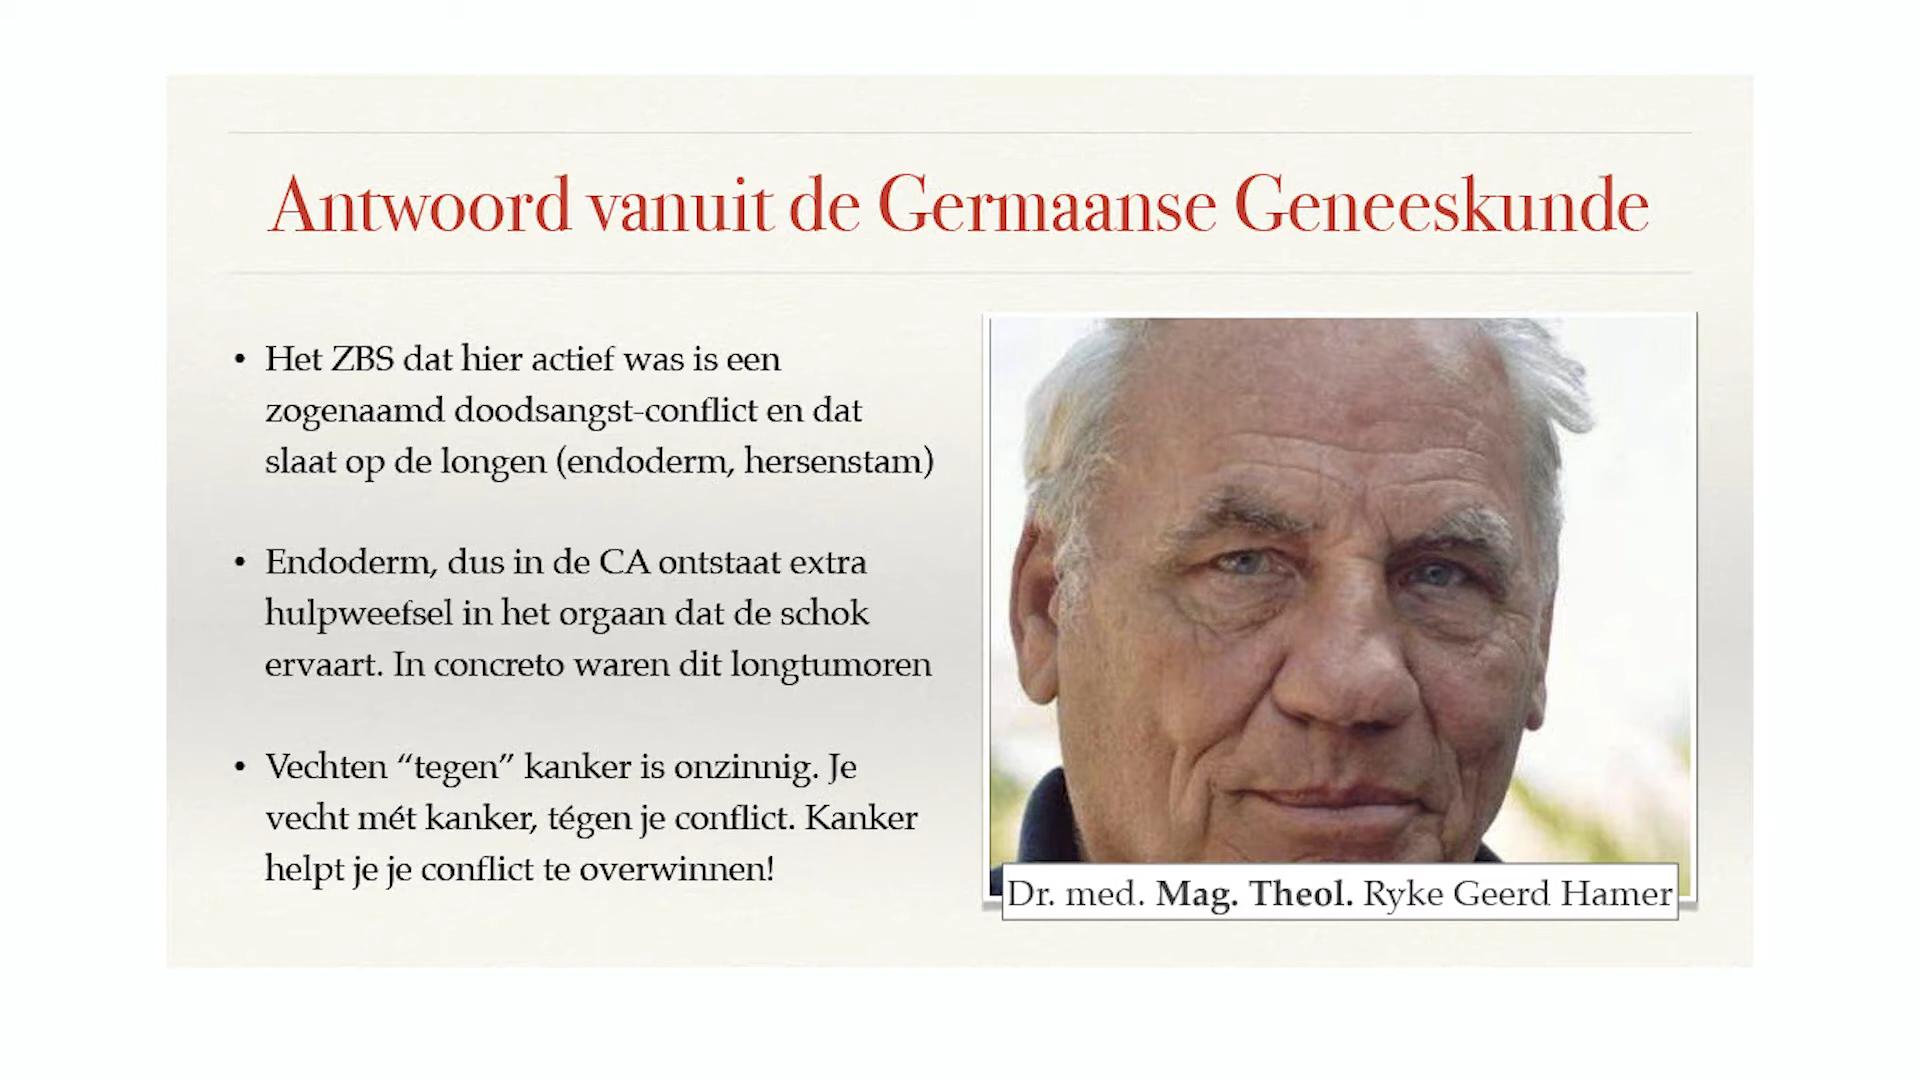 Antwoord vanuit de Germaanse Geneeskunde
• Het ZBS dat hier actief was is een
zogenaamd doodsangst-conflict en dat
slaat op de longen (endoderm, hersenstam)
• Endoderm, dus in de CA ontstaat extra
hulpweefsel in het orgaan dat de schok
ervaart. In concreto waren dit longtumoren
• Vechten “tegen” kanker is onzinnig. Je
vecht mét kanker, tégen je conflict. Kanker
helpt je je conflict te overwinnen!
Dr. med. Mag. Theol. Ryke Geerd Hamer